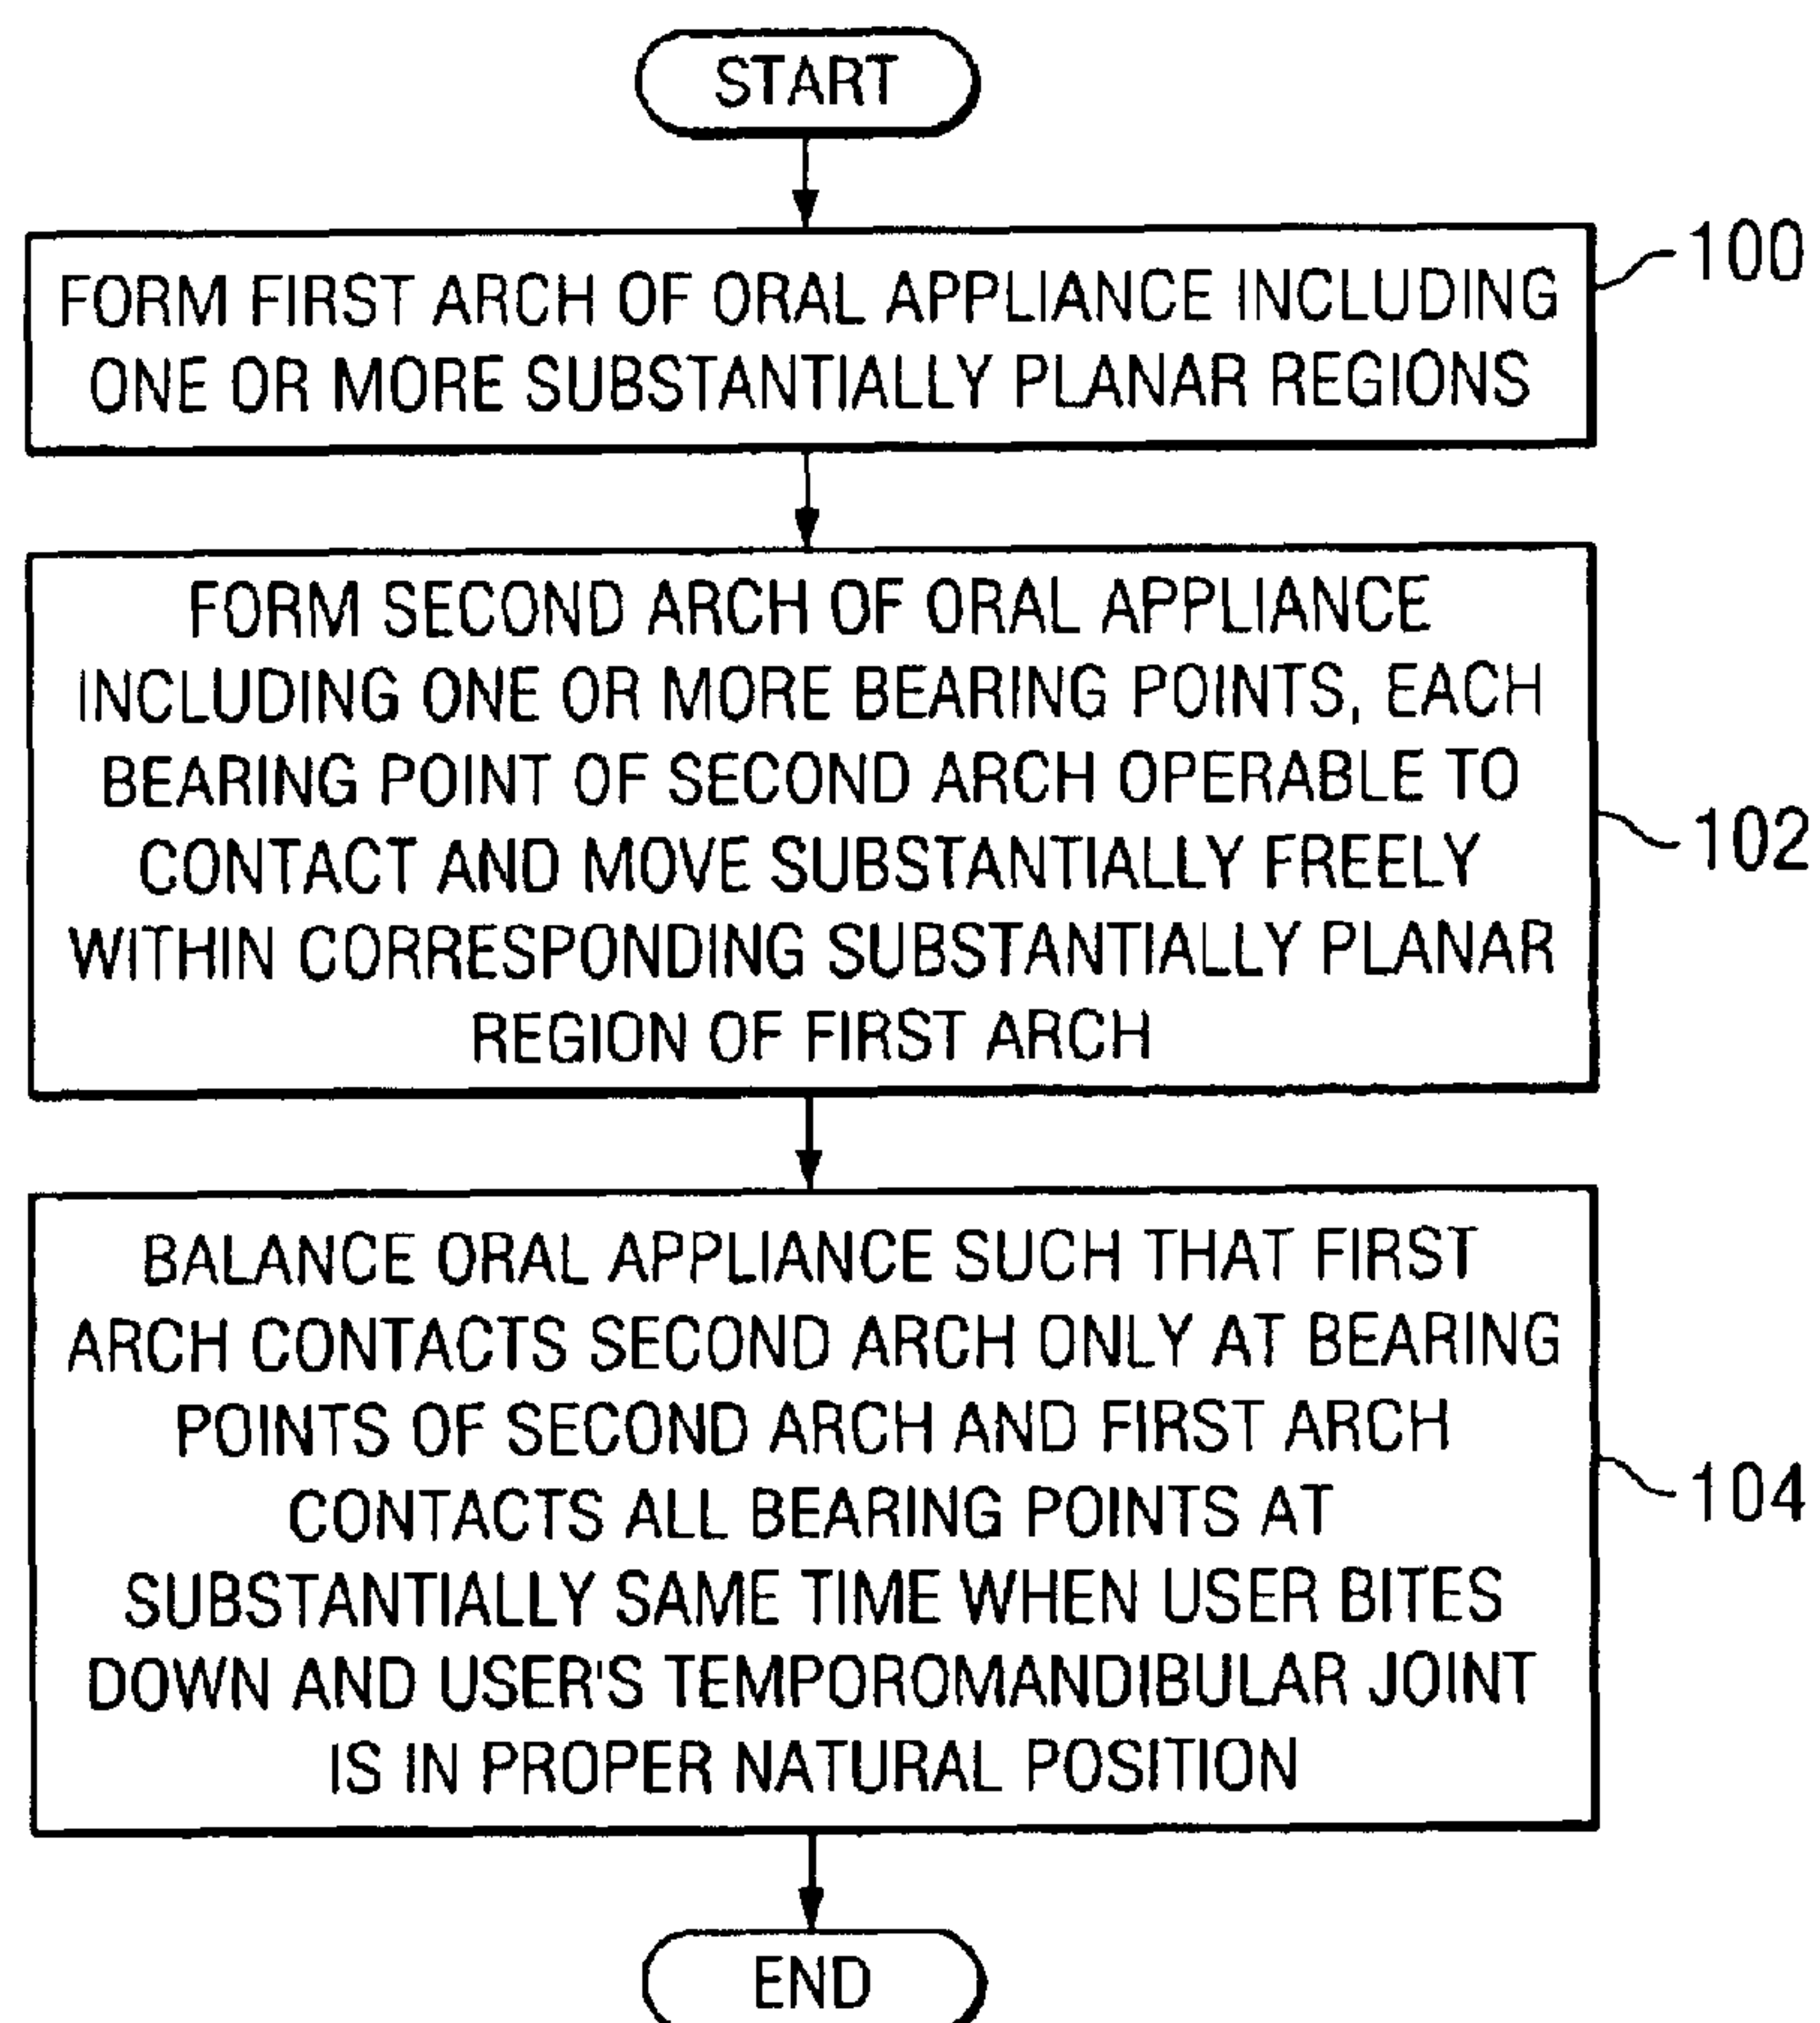 START
FORM FIRST ARCH OF ORAL APPLIANCE INCLUDING
ONE OR MORE SUBSTANTIALLY PLANAR REGIONS
100
FORM SECOND ARCH OF ORAL APPLIANCE
INCLUDING ONE OR MORE BEARING POINTS, EACH
BEARING POINT OF SECOND ARCH OPERABLE TO
CONTACT AND MOVE SUBSTANTIALLY FREELY
WITHIN CORRESPONDING SUBSTANTIALLY PLANAR
REGION OF FIRST ARCH
102
BALANCE ORAL APPLIANCE SUCH THAT FIRST
ARCH CONTACTS SECOND ARCH ONLY AT BEARING
POINTS OF SECOND ARCH AND FIRST ARCH
CONTACTS ALL BEARING POINTS AT
SUBSTANTIALLY SAME TIME WHEN USER BITES
DOWN AND USER'S TEMPOROMANDIBULAR JOINT
IS IN PROPER NATURAL POSITION
104
END